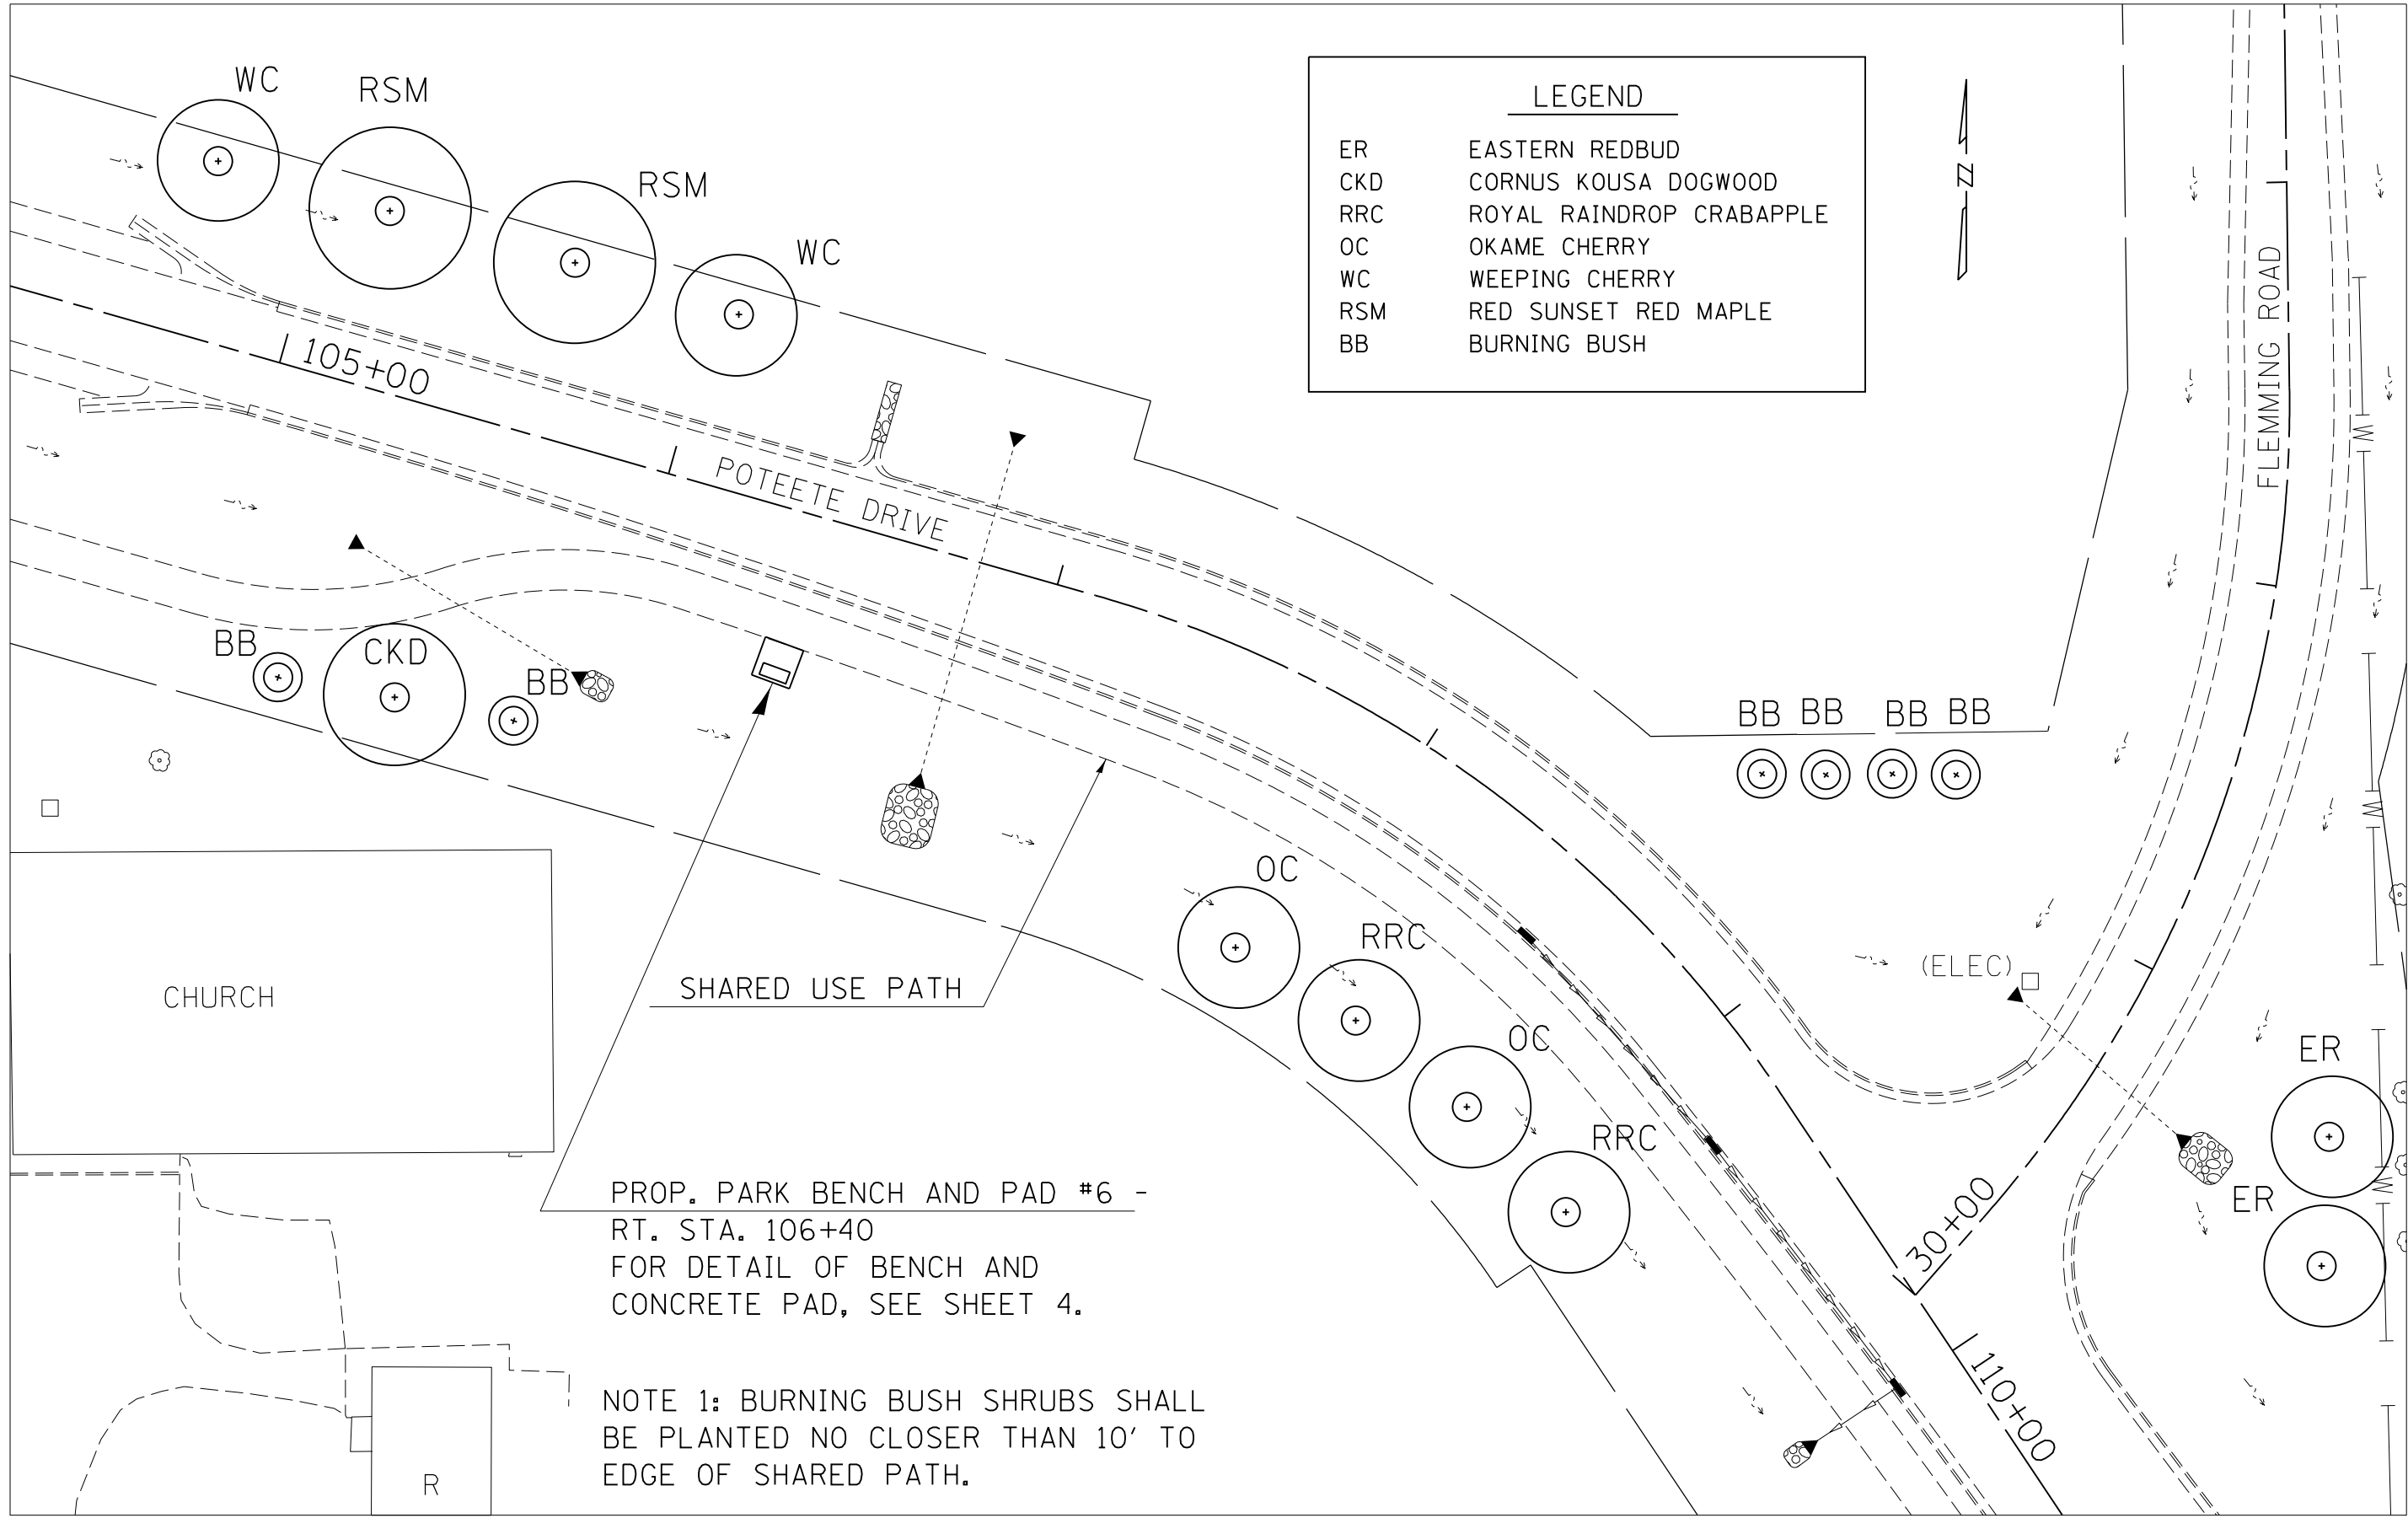 WC
RSM
RSM
WC
LEGEND
ER EASTERN REDBUD
CKD CORNUS KOUSA DOGWOOD
RRC ROYAL RAINDROP CRABAPPLE
OC OKAME CHERRY
WC WEEPING CHERRY
RSM RED SUNSET RED MAPLE
BB BURNING BUSH
N
FLEMMING ROAD
105+00
POTEETE DRIVE
BB
CKD
BB
BB BB BB BB
OC
RRC
OC
RRC
(ELEC)
ER
ER
CHURCH
SHARED USE PATH
30+00
110+00
PROP. PARK BENCH AND PAD #6 -
RT. STA. 106+40
FOR DETAIL OF BENCH AND
CONCRETE PAD, SEE SHEET 4.
NOTE 1: BURNING BUSH SHRUBS SHALL
BE PLANTED NO CLOSER THAN 10' TO
EDGE OF SHARED PATH.
R